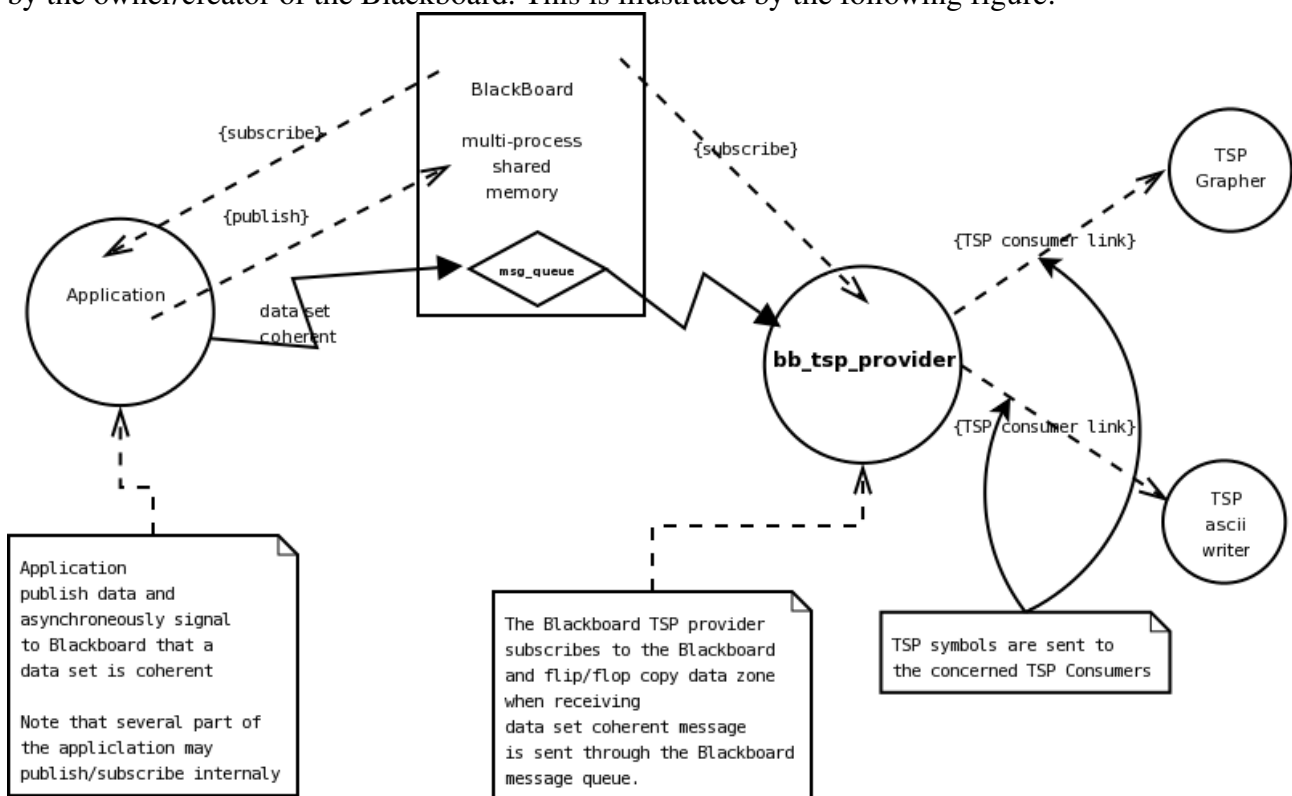 by the owner/creator of the Blackboard. This is illustrated by the following figure.
BlackBoard
multi-process
shared
memory
msg_queue
{subscribe}
{publish}
{subscribe}
Application
data set
coherent
bb_tsp_provider
{TSP consumer link}
{TSP consumer link}
TSP
Grapher
TSP
ascii
writer
Application
publish data and
asynchroneously signal
to Blackboard that a
data set is coherent
Note that several part of
the appliclation may
publish/subscribe internaly
The Blackboard TSP provider
subscribes to the Blackboard
and flip/flop copy data zone
when receiving
data set coherent message
is sent through the Blackboard
message queue.
TSP symbols are sent to
the concerned TSP Consumers